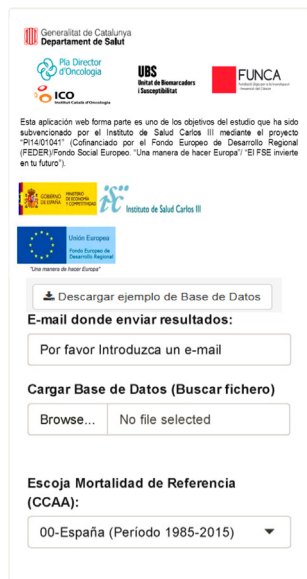 Generalitat de Catalunya
Departament de Salut
Pla Director
d'Oncologia
UBS
Unitat de Biomarcadors
i Susceptibilitat
FUNCA
ICO
Institut Català d'Oncologia
Esta aplicación web forma parte es uno de los objetivos del estudio que ha sido
subvencionado por el Instituto de Salud Carlos III mediante el proyecto
"PI14/01041" (Cofinanciado por el Fondo Europeo de Desarrollo Regional
(FEDER)/Fondo Social Europeo. "Una manera de hacer Europa"/ "El FSE invierte
en tu futuro").
GOBIERNO
DE ESPAÑA
MINISTERIO
DE ECONOMÍA
Y COMPETITIVIDAD
Instituto de Salud Carlos III
Unión Europea
Fondo Europeo de
Desarrollo Regional
"Una manera de hacer Europa"
Descargar ejemplo de Base de Datos
E-mail donde enviar resultados:
Por favor Introduzca un e-mail
Cargar Base de Datos (Buscar fichero)
Browse... No file selected
Escoja Mortalidad de Referencia
(CCAA):
00-España (Período 1985-2015)